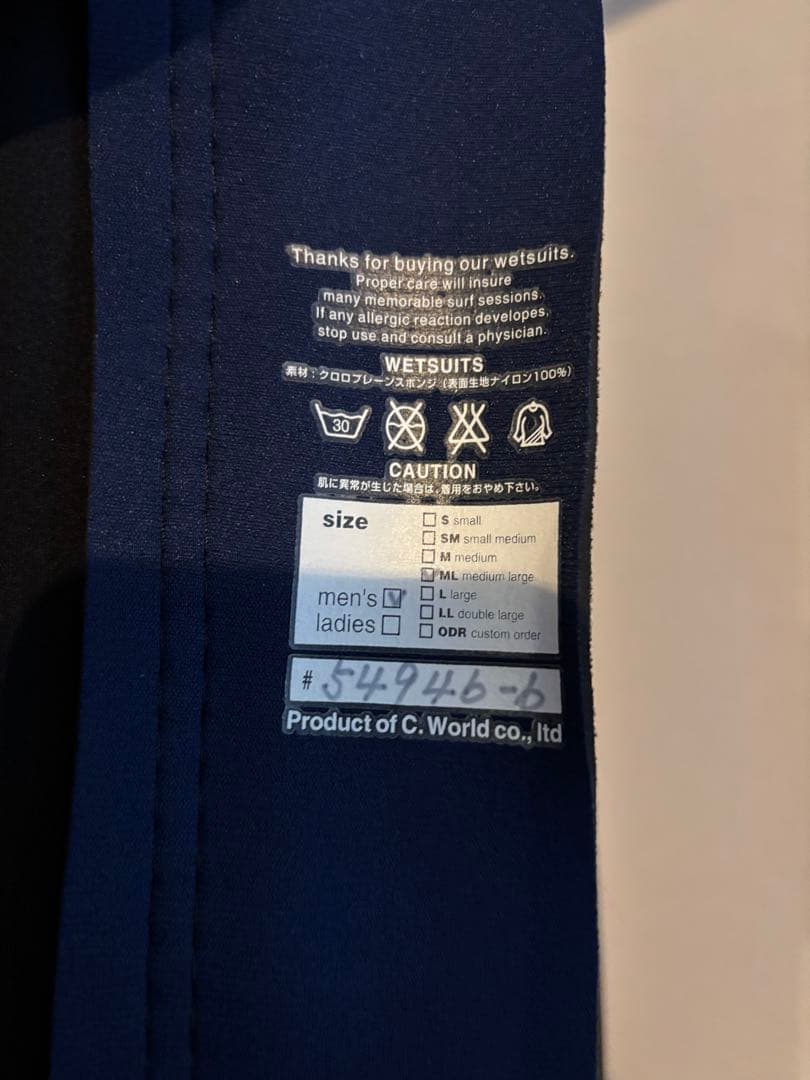 Thanks for buying our wetsuits.
Proper care will insure
many memorable surf sessions.
If any allergic reaction developes,
stop use and consult a physician.
WETSUITS
素材：クロロプレーンスポンジ（表面生地ナイロン100%）
30
CAUTION
肌に異常が生じた場合は、着用をおやめ下さい。
size
S small
SM small medium
M medium
ML medium large
L large
LL double large
ODR custom order
men's
ladies
# 54946-6
Product of C. World co., ltd